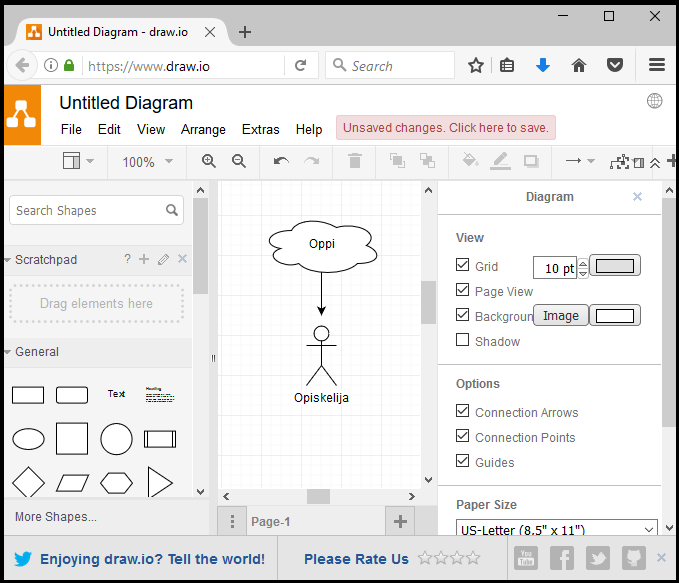 Untitled Diagram - draw.io
https://www.draw.io
Search
Untitled Diagram
File Edit View Arrange Extras Help
Unsaved changes. Click here to save.
100%
Search Shapes
Scratchpad
?
Drag elements here
General
Text
Heading
More Shapes...
Oppi
Opiskelija
Page-1
Diagram
View
Grid
10 pt
Page View
Backgroun
Image
Shadow
Options
Connection Arrows
Connection Points
Guides
Paper Size
US-Letter (8,5" x 11")
Enjoying draw.io? Tell the world!
Please Rate Us
You
Tube